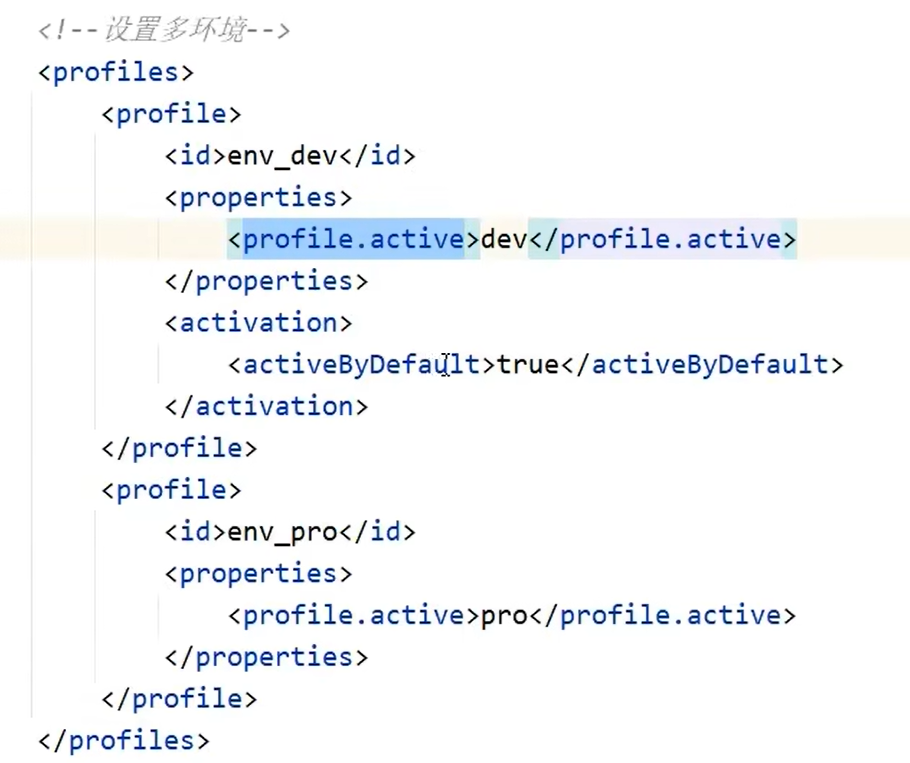 <!--设置多环境-->
<profiles>
    <profile>
        <id>env_dev</id>
        <properties>
            <profile.active>dev</profile.active>
        </properties>
        <activation>
            <activeByDefault>true</activeByDefault>
        </activation>
    </profile>
    <profile>
        <id>env_pro</id>
        <properties>
            <profile.active>pro</profile.active>
        </properties>
    </profile>
</profiles>